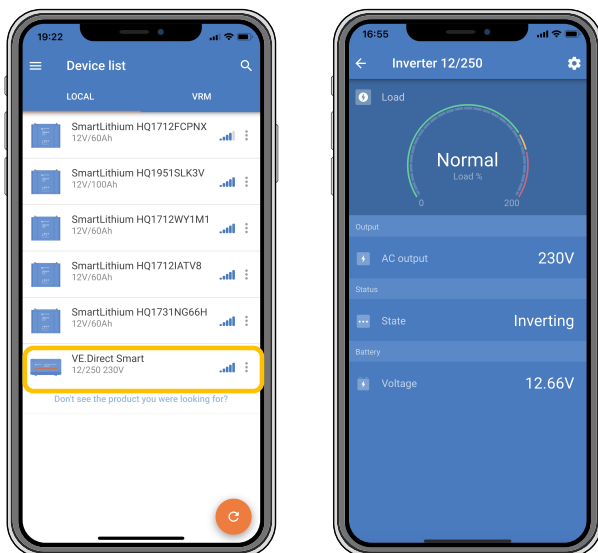 19:22
Device list
LOCAL VRM
SmartLithium HQ1712FCPNX
12V/60Ah
SmartLithium HQ1951SLK3V
12V/100Ah
SmartLithium HQ1712WY1M1
12V/60Ah
SmartLithium HQ1712IATV8
12V/60Ah
SmartLithium HQ1731NG66H
12V/60Ah
VE.Direct Smart
12/250 230V
Don't see the product you were looking for?
16:55
Inverter 12/250
Load
Normal
Load %
0 200
Output
AC output 230V
Status
State Inverting
Battery
Voltage 12.66V